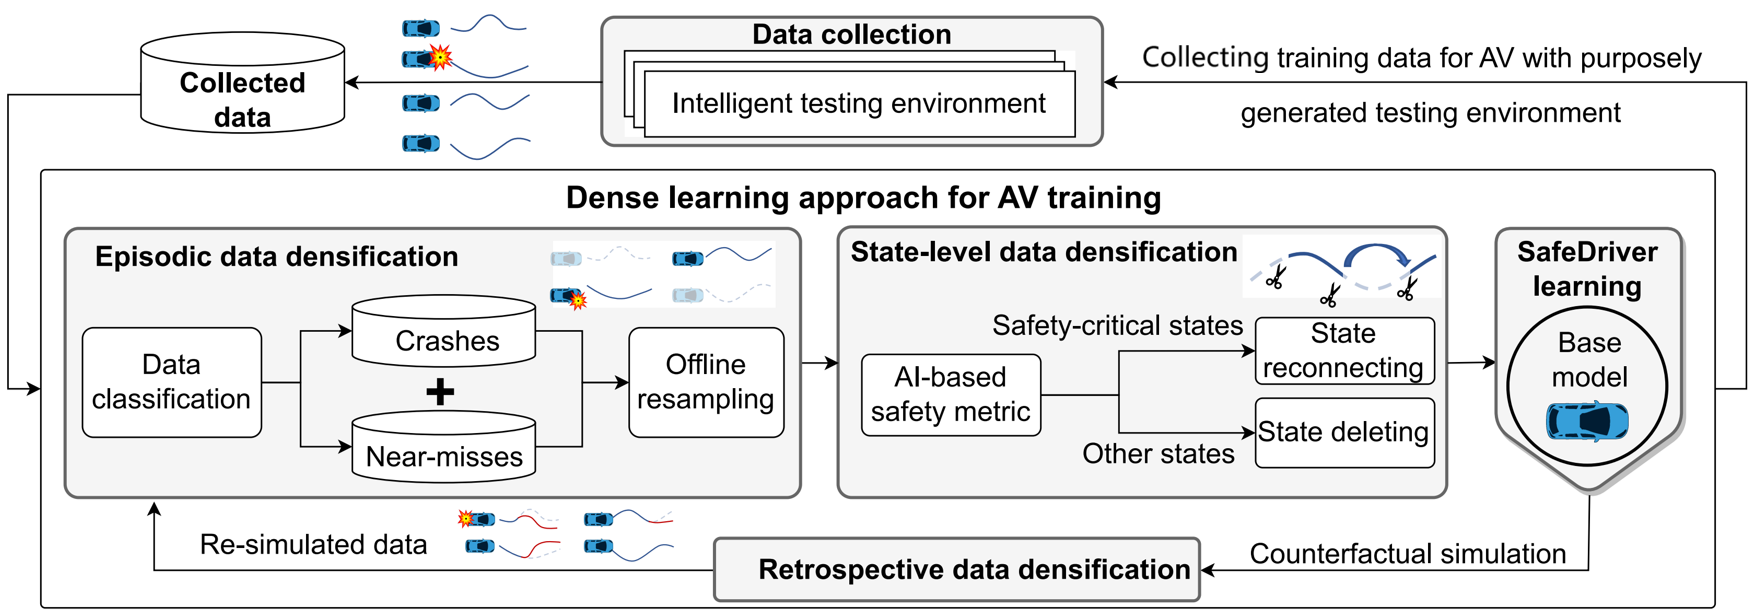 Collected
data
Data collection
Intelligent testing environment
Collecting training data for AV with purposely
generated testing environment
Dense learning approach for AV training
Episodic data densification
Data
classification
Crashes
+
Near-misses
Offline
resampling
State-level data densification
AI-based
safety metric
Safety-critical states
Other states
State
reconnecting
State deleting
SafeDriver
learning
Base
model
Re-simulated data
Retrospective data densification
Counterfactual simulation